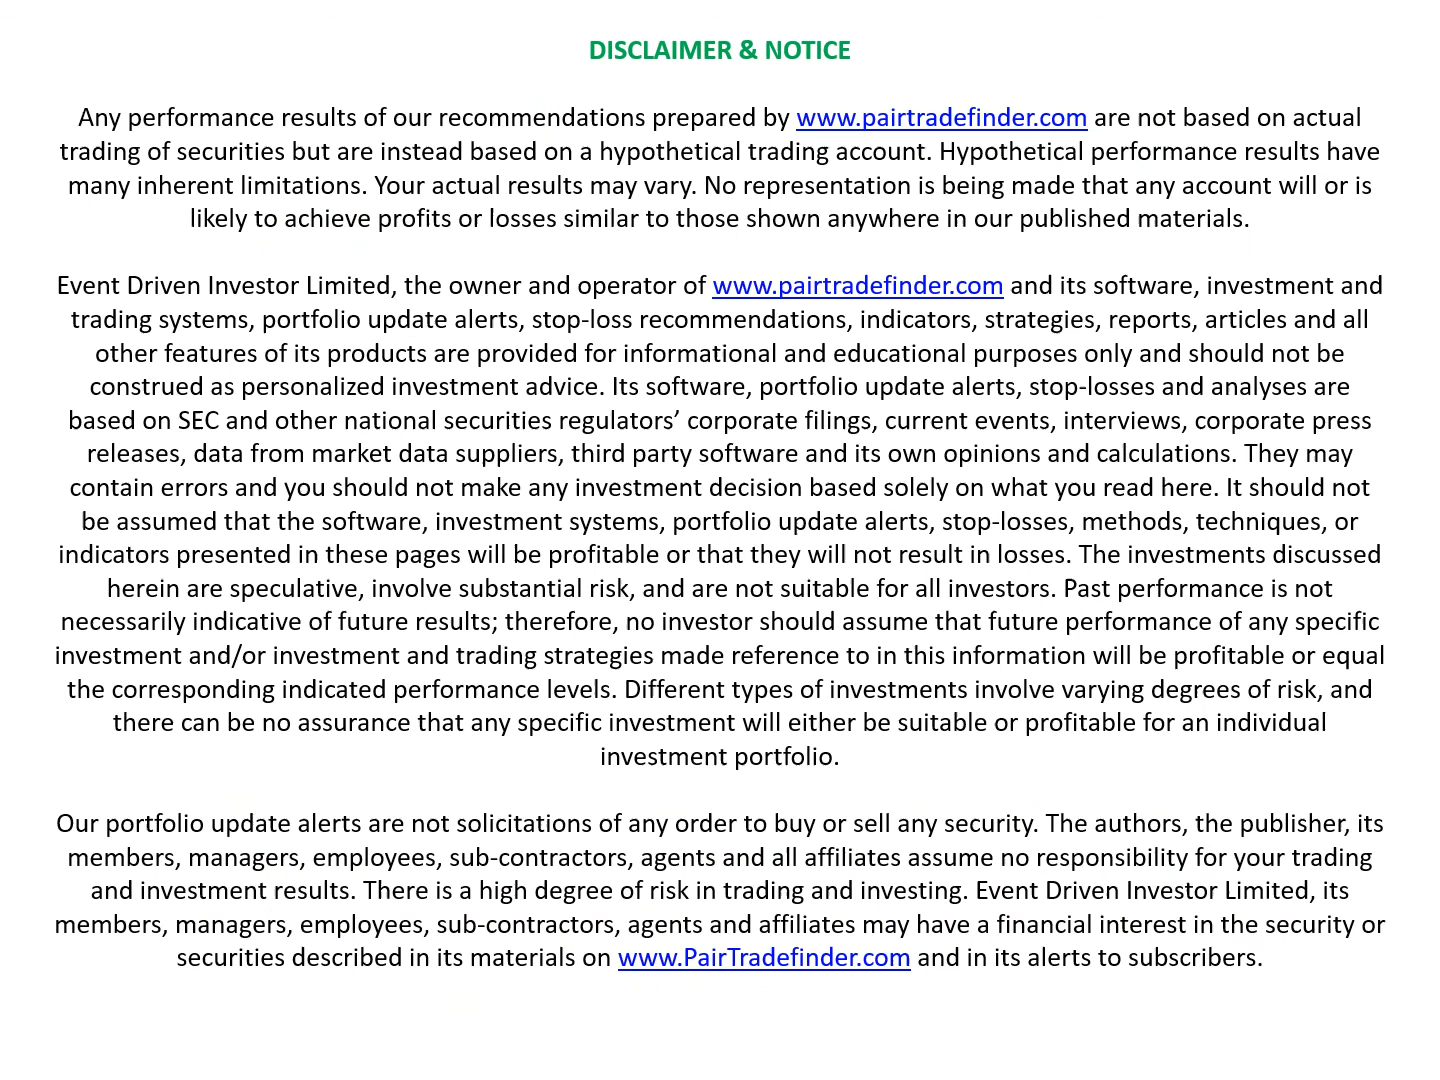 DISCLAIMER & NOTICE
Any performance results of our recommendations prepared by www.pairtradefinder.com are not based on actual
trading of securities but are instead based on a hypothetical trading account. Hypothetical performance results have
many inherent limitations. Your actual results may vary. No representation is being made that any account will or is
likely to achieve profits or losses similar to those shown anywhere in our published materials.
Event Driven Investor Limited, the owner and operator of www.pairtradefinder.com and its software, investment and
trading systems, portfolio update alerts, stop-loss recommendations, indicators, strategies, reports, articles and all
other features of its products are provided for informational and educational purposes only and should not be
construed as personalized investment advice. Its software, portfolio update alerts, stop-losses and analyses are
based on SEC and other national securities regulators’ corporate filings, current events, interviews, corporate press
releases, data from market data suppliers, third party software and its own opinions and calculations. They may
contain errors and you should not make any investment decision based solely on what you read here. It should not
be assumed that the software, investment systems, portfolio update alerts, stop-losses, methods, techniques, or
indicators presented in these pages will be profitable or that they will not result in losses. The investments discussed
herein are speculative, involve substantial risk, and are not suitable for all investors. Past performance is not
necessarily indicative of future results; therefore, no investor should assume that future performance of any specific
investment and/or investment and trading strategies made reference to in this information will be profitable or equal
the corresponding indicated performance levels. Different types of investments involve varying degrees of risk, and
there can be no assurance that any specific investment will either be suitable or profitable for an individual
investment portfolio.
Our portfolio update alerts are not solicitations of any order to buy or sell any security. The authors, the publisher, its
members, managers, employees, sub-contractors, agents and all affiliates assume no responsibility for your trading
and investment results. There is a high degree of risk in trading and investing. Event Driven Investor Limited, its
members, managers, employees, sub-contractors, agents and affiliates may have a financial interest in the security or
securities described in its materials on www.PairTradefinder.com and in its alerts to subscribers.